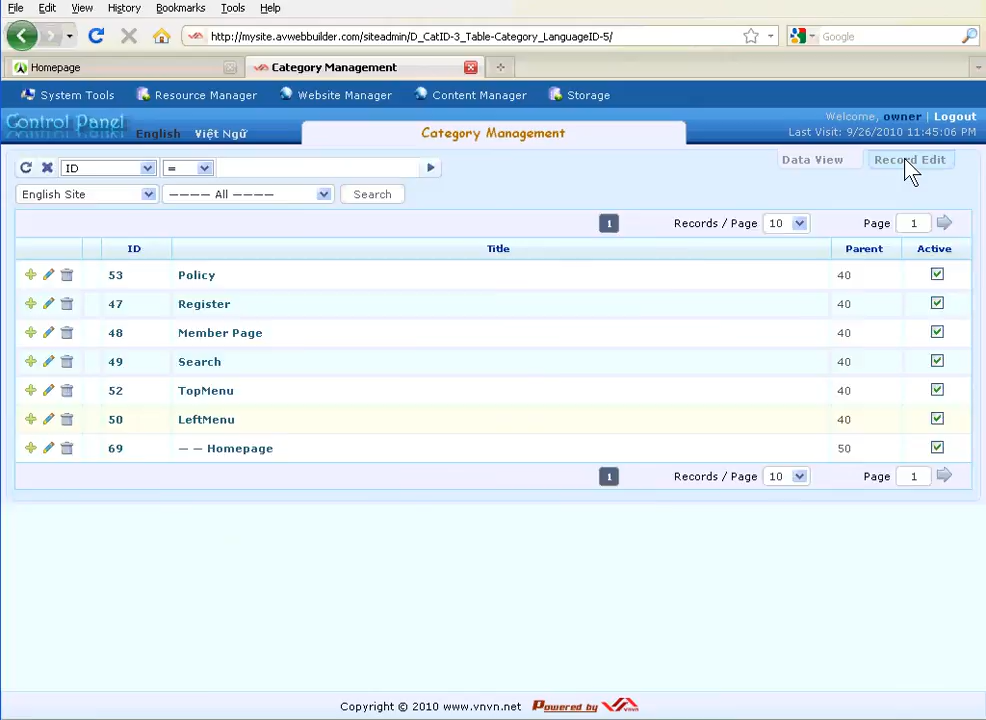 File Edit View History Bookmarks Tools Help
http://mysite.avwebbuilder.com/siteadmin/D_CatID-3_Table-Category_LanguageID-5/ Google
Homepage Category Management
System Tools Resource Manager Website Manager Content Manager Storage
Control Panel English Việt Ngữ Category Management Welcome, owner | Logout
Last Visit: 9/26/2010 11:45:06 PM
ID = Data View Record Edit
English Site ———— All ———— Search
1 Records / Page 10 Page 1
ID Title Parent Active
53 Policy 40
47 Register 40
48 Member Page 40
49 Search 40
52 TopMenu 40
50 LeftMenu 40
69 — — Homepage 50
1 Records / Page 10 Page 1
Copyright © 2010 www.vnvn.net Powered by vnvn